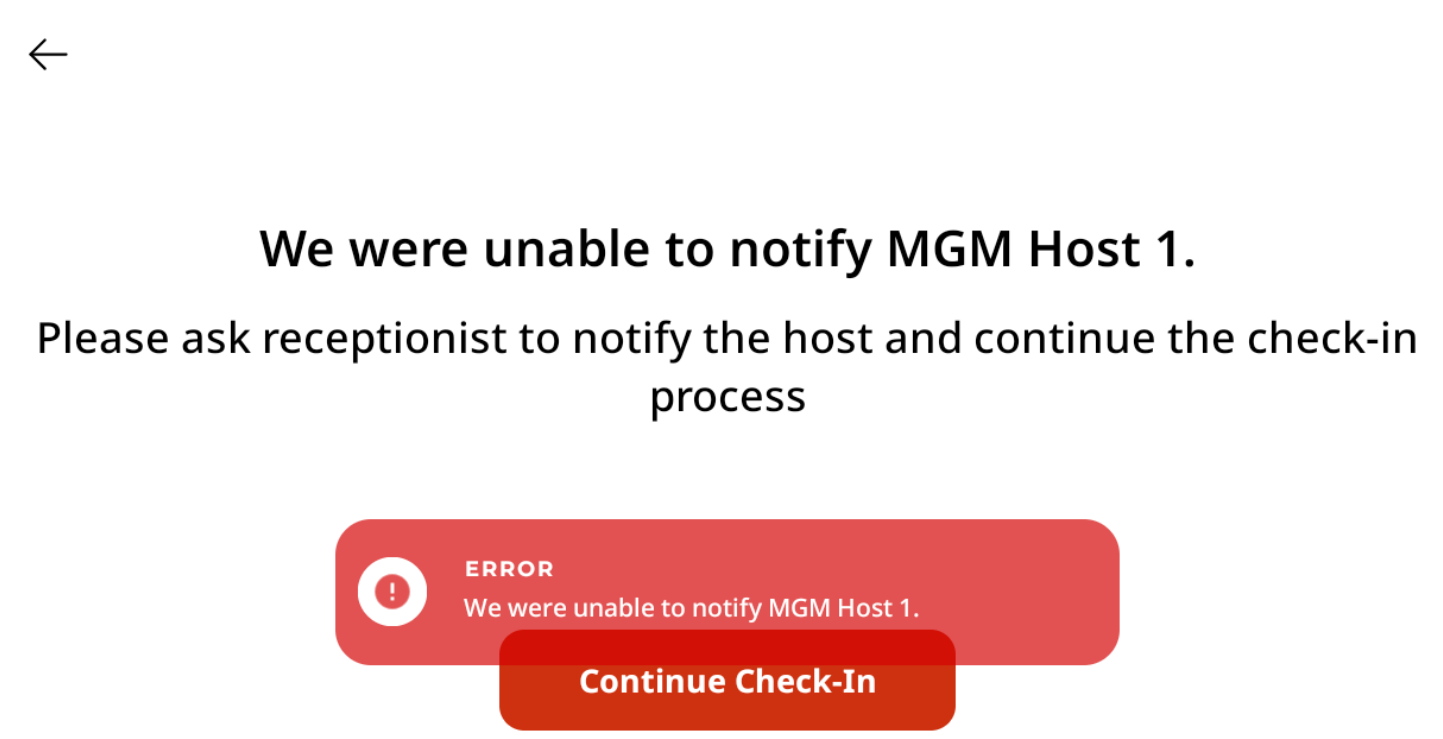 We were unable to notify MGM Host 1.
Please ask receptionist to notify the host and continue the check-in
process
ERROR
We were unable to notify MGM Host 1.
Continue Check-In